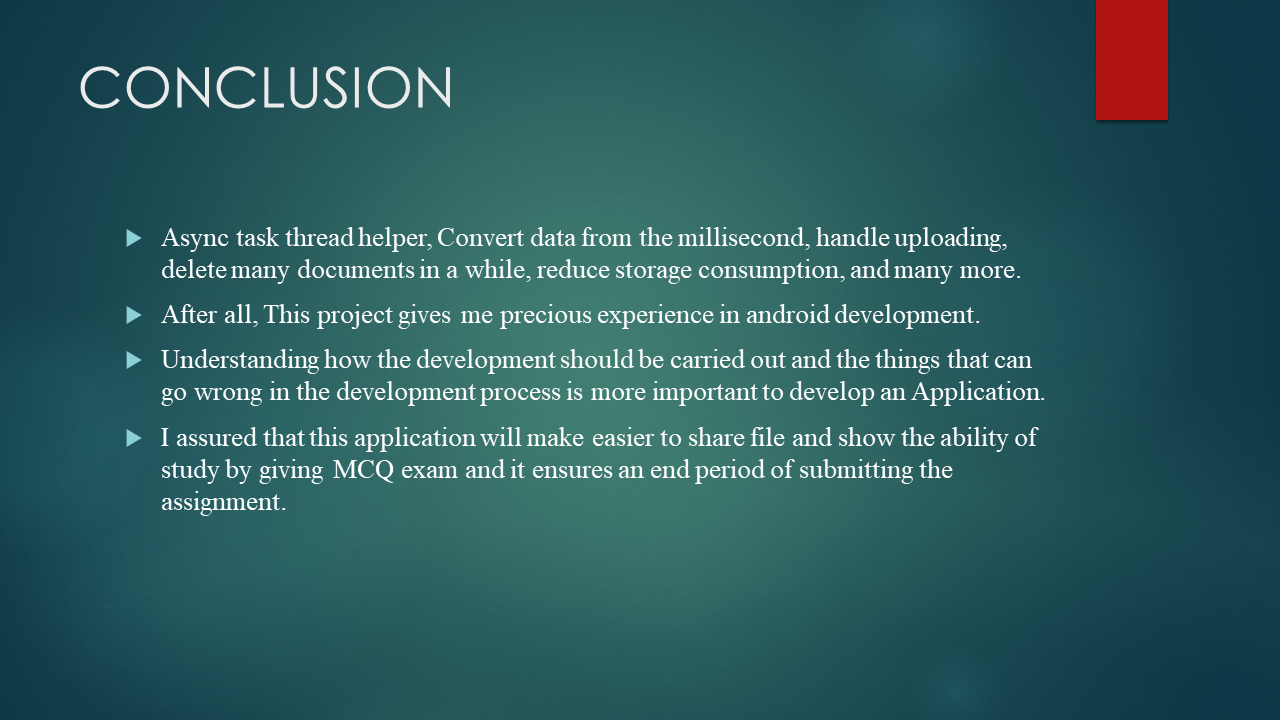 CONCLUSION
Async task thread helper, Convert data from the millisecond, handle uploading,
delete many documents in a while, reduce storage consumption, and many more.
After all, This project gives me precious experience in android development.
Understanding how the development should be carried out and the things that can
go wrong in the development process is more important to develop an Application.
I assured that this application will make easier to share file and show the ability of
study by giving MCQ exam and it ensures an end period of submitting the
assignment.